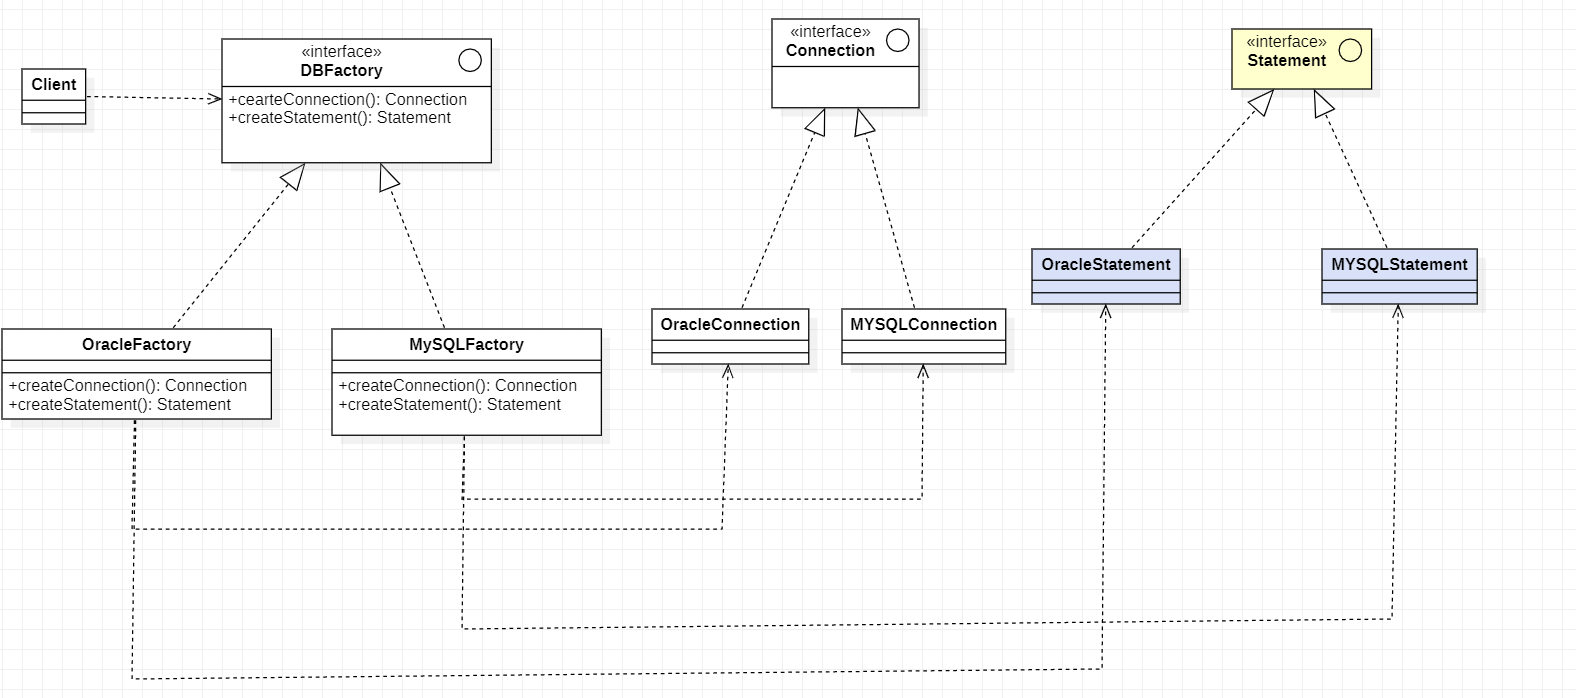 Client
«interface»
DBFactory
+cearteConnection(): Connection
+createStatement(): Statement
«interface»
Connection
«interface»
Statement
OracleFactory
+createConnection(): Connection
+createStatement(): Statement
MySQLFactory
+createConnection(): Connection
+createStatement(): Statement
OracleConnection
MYSQLConnection
OracleStatement
MYSQLStatement